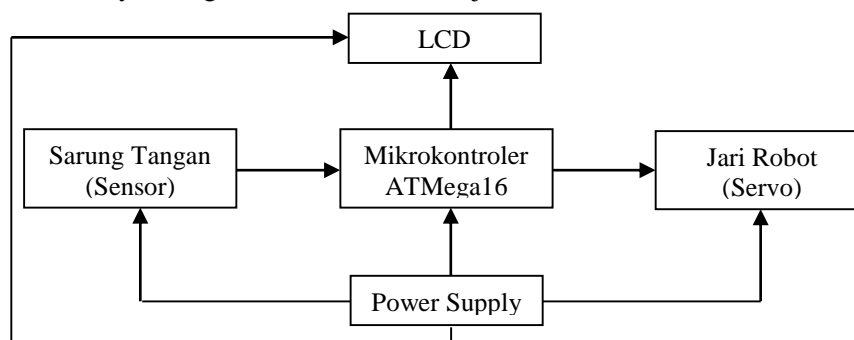 LCD
Sarung Tangan
(Sensor)
Mikrokontroler
ATMega16
Jari Robot
(Servo)
Power Supply